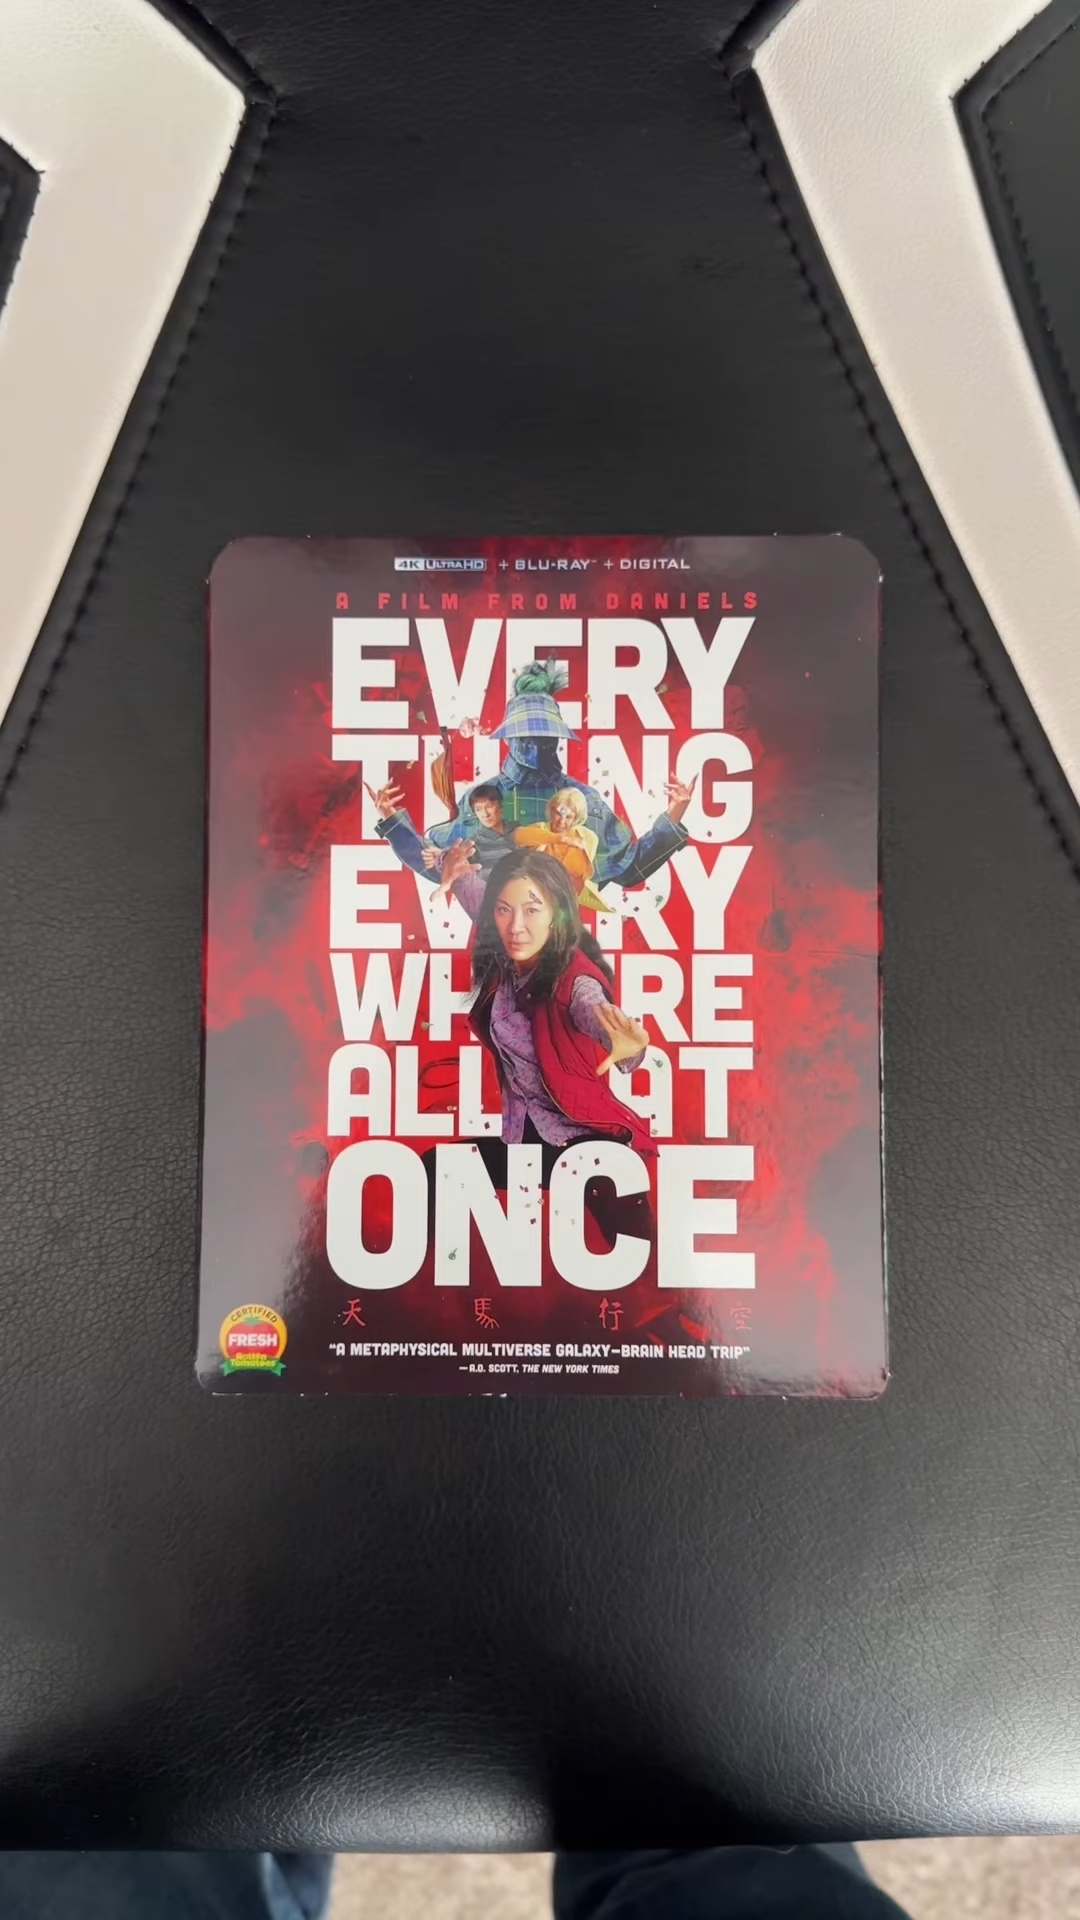 4K ULTRA HD + BLU-RAY™ + DIGITAL
A FILM FROM DANIELS
EVERY
THING
EVERY
WHERE
ALL AT
ONCE
天 馬 行 空
"A METAPHYSICAL MULTIVERSE GALAXY-BRAIN HEAD TRIP"
—A.O. SCOTT, THE NEW YORK TIMES
CERTIFIED
FRESH
Rotten
Tomatoes